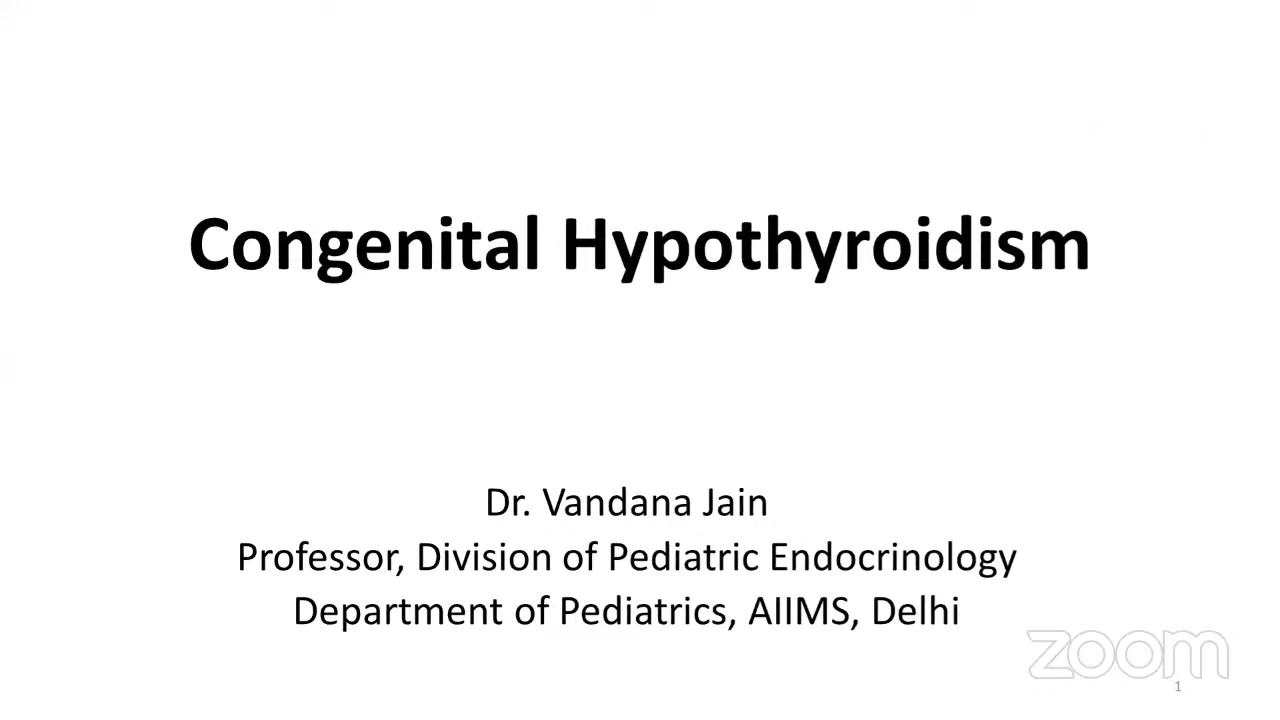 Congenital Hypothyroidism
Dr. Vandana Jain
Professor, Division of Pediatric Endocrinology
Department of Pediatrics, AIIMS, Delhi
zoom
1